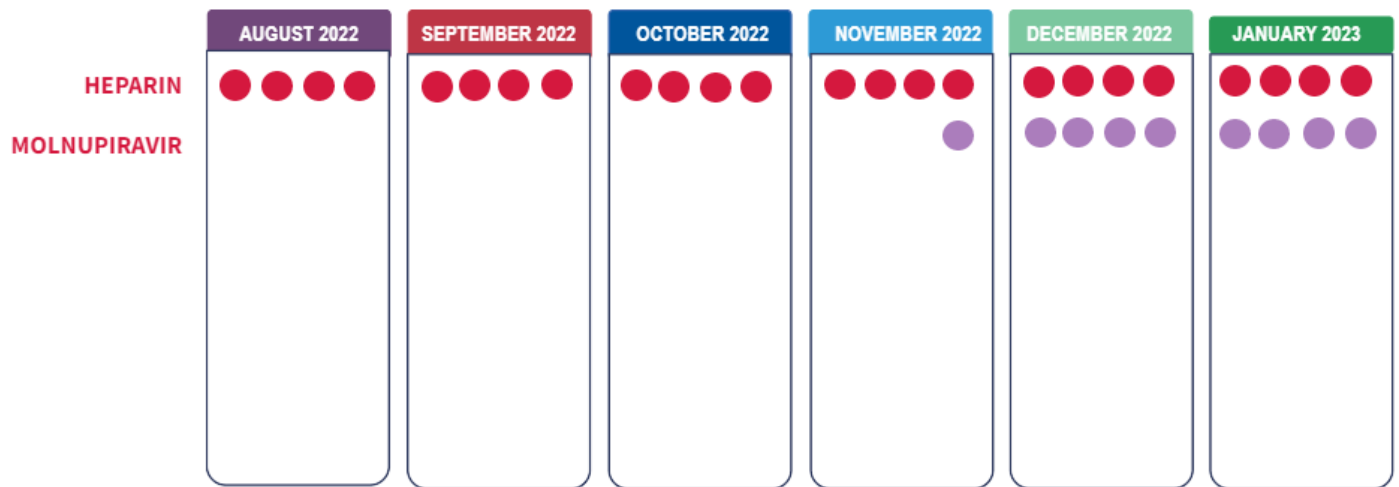 AUGUST 2022
SEPTEMBER 2022
OCTOBER 2022
NOVEMBER 2022
DECEMBER 2022
JANUARY 2023
HEPARIN
MOLNUPIRAVIR